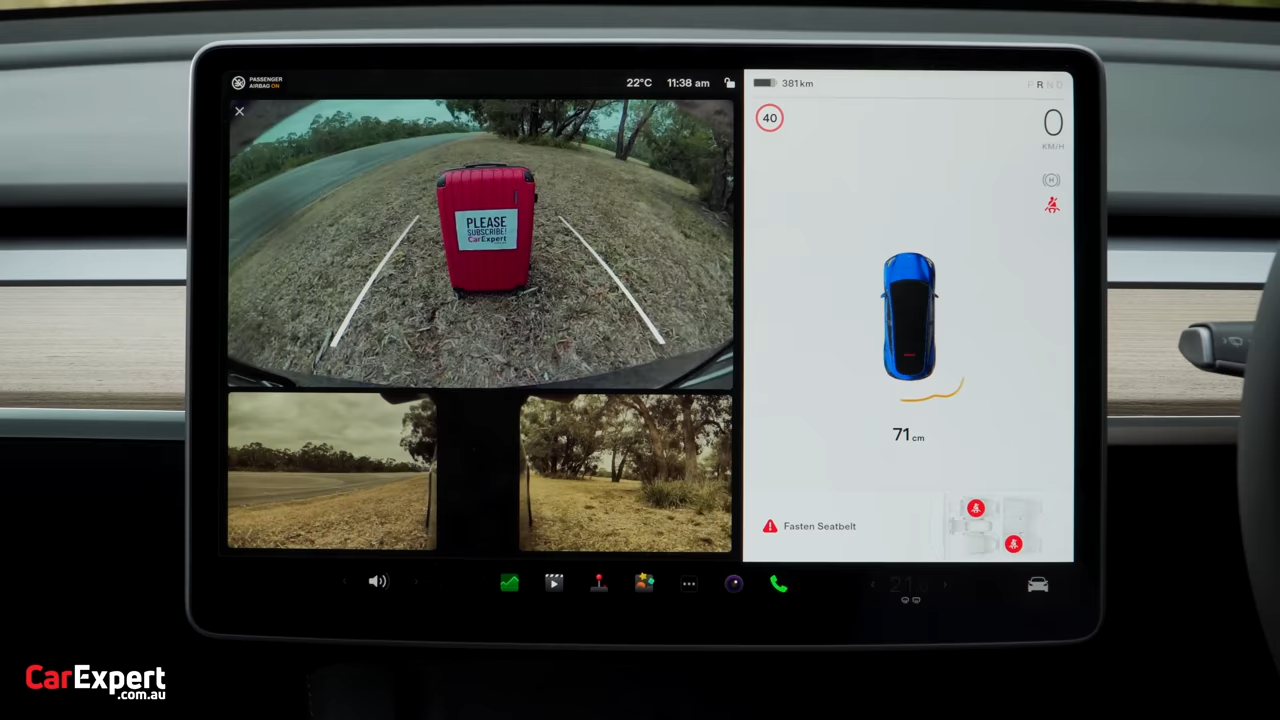 PASSENGER
AIRBAG ON
22°C
11:38 am
381km
P R N D
40
0
KM/H
PLEASE
SUBSCRIBE!
CarExpert
71 cm
Fasten Seatbelt
CarExpert
.com.au